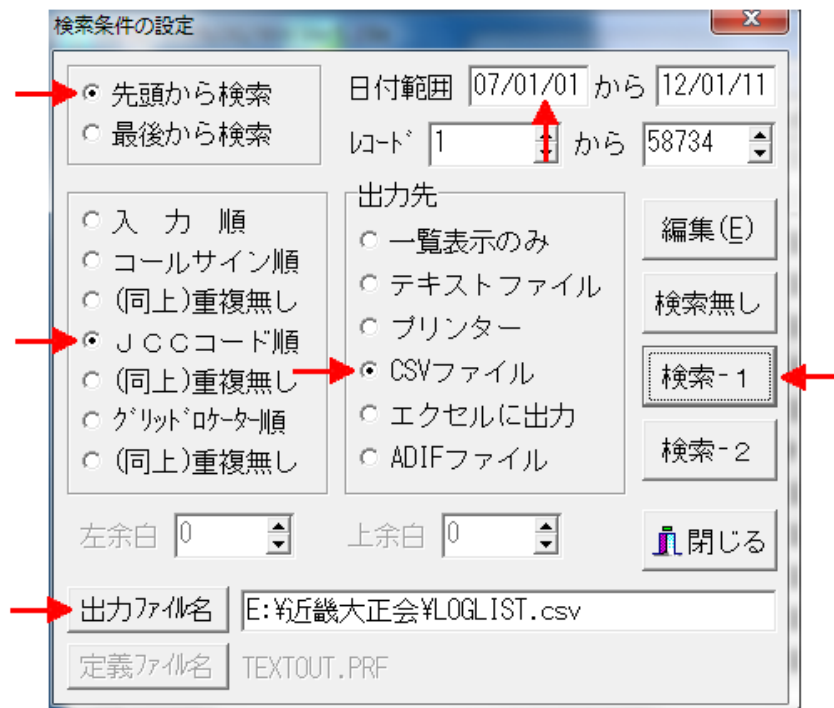 検索条件の設定
先頭から検索
最後から検索
日付範囲 07/01/01 から 12/01/11
ﾚｺｰﾄﾞ 1 から 58734
入 力 順
コールサイン順
(同上)重複無し
ＪＣＣコード順
(同上)重複無し
ｸﾞﾘｯﾄﾞﾛｹｰﾀｰ順
(同上)重複無し
出力先
一覧表示のみ
テキストファイル
プリンター
CSVファイル
エクセルに出力
ADIFファイル
編集(E)
検索無し
検索-１
検索-２
閉じる
左余白 0
上余白 0
出力ﾌｧｲﾙ名 E:¥近畿大正会¥LOGLIST.csv
定義ﾌｧｲﾙ名 TEXTOUT.PRF